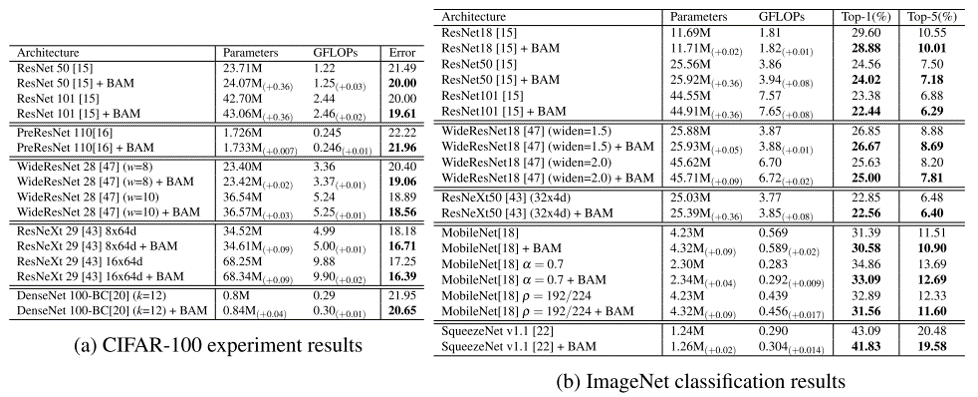 Architecture Parameters GFLOPs Error
ResNet 50 [15] 23.71M 1.22 21.49
ResNet 50 [15] + BAM 24.07M(+0.36) 1.25(+0.03) 20.00
ResNet 101 [15] 42.70M 2.44 20.00
ResNet 101 [15] + BAM 43.06M(+0.36) 2.46(+0.02) 19.61
PreResNet 110[16] 1.726M 0.245 22.22
PreResNet 110[16] + BAM 1.733M(+0.007) 0.246(+0.01) 21.96
WideResNet 28 [47] (w=8) 23.40M 3.36 20.40
WideResNet 28 [47] (w=8) + BAM 23.42M(+0.02) 3.37(+0.01) 19.06
WideResNet 28 [47] (w=10) 36.54M 5.24 18.89
WideResNet 28 [47] (w=10) + BAM 36.57M(+0.03) 5.25(+0.01) 18.56
ResNeXt 29 [43] 8x64d 34.52M 4.99 18.18
ResNeXt 29 [43] 8x64d + BAM 34.61M(+0.09) 5.00(+0.01) 16.71
ResNeXt 29 [43] 16x64d 68.25M 9.88 17.25
ResNeXt 29 [43] 16x64d + BAM 68.34M(+0.09) 9.90(+0.02) 16.39
DenseNet 100-BC[20] (k=12) 0.8M 0.29 21.95
DenseNet 100-BC[20] (k=12) + BAM 0.84M(+0.04) 0.30(+0.01) 20.65
(a) CIFAR-100 experiment results
Architecture Parameters GFLOPs Top-1(%) Top-5(%)
ResNet18 [15] 11.69M 1.81 29.60 10.55
ResNet18 [15] + BAM 11.71M(+0.02) 1.82(+0.01) 28.88 10.01
ResNet50 [15] 25.56M 3.86 24.56 7.50
ResNet50 [15] + BAM 25.92M(+0.36) 3.94(+0.08) 24.02 7.18
ResNet101 [15] 44.55M 7.57 23.38 6.88
ResNet101 [15] + BAM 44.91M(+0.36) 7.65(+0.08) 22.44 6.29
WideResNet18 [47] (widen=1.5) 25.88M 3.87 26.85 8.88
WideResNet18 [47] (widen=1.5) + BAM 25.93M(+0.05) 3.88(+0.01) 26.67 8.69
WideResNet18 [47] (widen=2.0) 45.62M 6.70 25.63 8.20
WideResNet18 [47] (widen=2.0) + BAM 45.71M(+0.09) 6.72(+0.02) 25.00 7.81
ResNeXt50 [43] (32x4d) 25.03M 3.77 22.85 6.48
ResNeXt50 [43] (32x4d) + BAM 25.39M(+0.36) 3.85(+0.08) 22.56 6.40
MobileNet[18] 4.23M 0.569 31.39 11.51
MobileNet[18] + BAM 4.32M(+0.09) 0.589(+0.02) 30.58 10.90
MobileNet[18] α = 0.7 2.30M 0.283 34.86 13.69
MobileNet[18] α = 0.7 + BAM 2.34M(+0.04) 0.292(+0.009) 33.09 12.69
MobileNet[18] ρ = 192/224 4.23M 0.439 32.89 12.33
MobileNet[18] ρ = 192/224 + BAM 4.32M(+0.09) 0.456(+0.017) 31.56 11.60
SqueezeNet v1.1 [22] 1.24M 0.290 43.09 20.48
SqueezeNet v1.1 [22] + BAM 1.26M(+0.02) 0.304(+0.014) 41.83 19.58
(b) ImageNet classification results